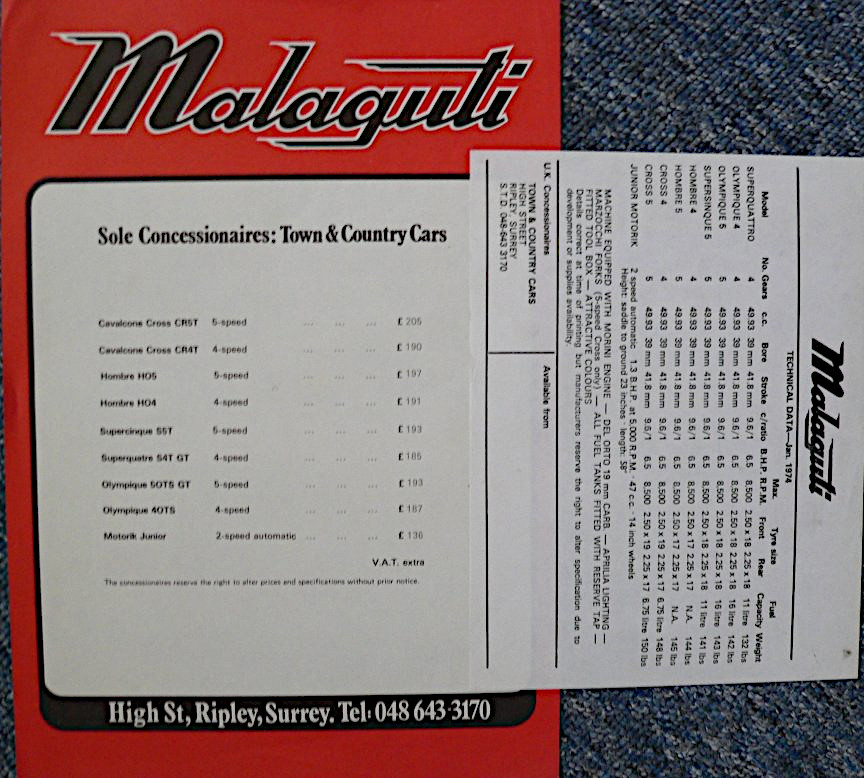 Malaguti
Sole Concessionaires: Town & Country Cars
Cavalcone Cross CR5T 5-speed ... ... ... £ 205
Cavalcone Cross CR4T 4-speed ... ... ... £ 190
Hombre HO5 5-speed ... ... ... £ 197
Hombre HO4 4-speed ... ... ... £ 191
Supercinque S5T 5-speed ... ... ... £ 193
Superquatro S4T GT 4-speed ... ... ... £ 185
Olympique 5OTS GT 5-speed ... ... ... £ 193
Olympique 4OTS 4-speed ... ... ... £ 187
Motorik Junior 2-speed automatic ... ... ... £ 136
V.A.T. extra
The concessionaires reserve the right to alter prices and specifications without prior notice.
High St, Ripley, Surrey. Tel: 048 643 3170
Malaguti
TECHNICAL DATA—Jan. 1974
Model No. Gears c.c. Bore Stroke c/ratio B.H.P. Max. R.P.M. Tyre size Front Rear Fuel Capacity Weight
SUPERQUATTRO 4 49.93 39 mm 41.8 mm 9.6/1 6.5 8,500 2.50 x 18 2.25 x 18 11 litre 132 lbs
OLYMPIQUE 4 4 49.93 39 mm 41.8 mm 9.6/1 6.5 8,500 2.50 x 18 2.25 x 18 16 litre 142 lbs
OLYMPIQUE 5 5 49.93 39 mm 41.8 mm 9.6/1 6.5 8,500 2.50 x 18 2.25 x 18 16 litre 143 lbs
SUPERSINQUE 5 5 49.93 39 mm 41.8 mm 9.6/1 6.5 8,500 2.50 x 18 2.25 x 18 11 litre 141 lbs
HOMBRE 4 4 49.93 39 mm 41.8 mm 9.6/1 6.5 8,500 2.50 x 17 2.25 x 17 N.A. 144 lbs
HOMBRE 5 5 49.93 39 mm 41.8 mm 9.6/1 6.5 8,500 2.50 x 17 2.25 x 17 N.A. 145 lbs
CROSS 4 4 49.93 39 mm 41.8 mm 9.6/1 6.5 8,500 2.50 x 19 2.25 x 17 6.75 litre 148 lbs
CROSS 5 5 49.93 39 mm 41.8 mm 9.6/1 6.5 8,500 2.50 x 19 2.25 x 17 6.75 litre 150 lbs
JUNIOR MOTORIK 2 speed automatic 1.3 B.H.P. at 5,000 R.P.M. · 47 c.c. · 14 inch wheels
Height: saddle to ground 23 inches · length: 58"
MACHINE EQUIPPED WITH MORINI ENGINE — DEL ORTO 19 mm CARB. — APRILIA LIGHTING —
MARZOCCHI FORKS (5-speed Cross only) — ALL FUEL TANKS FITTED WITH RESERVE TAP —
FITTED TOOL BOX — ATTRACTIVE COLOURS
Details correct at time of printing but manufacturers reserve the right to alter specification due to
development or supplies availability.
U.K. Concessionaires
TOWN & COUNTRY CARS
HIGH STREET
RIPLEY, SURREY
S.T.D. 048-643 3170
Available from